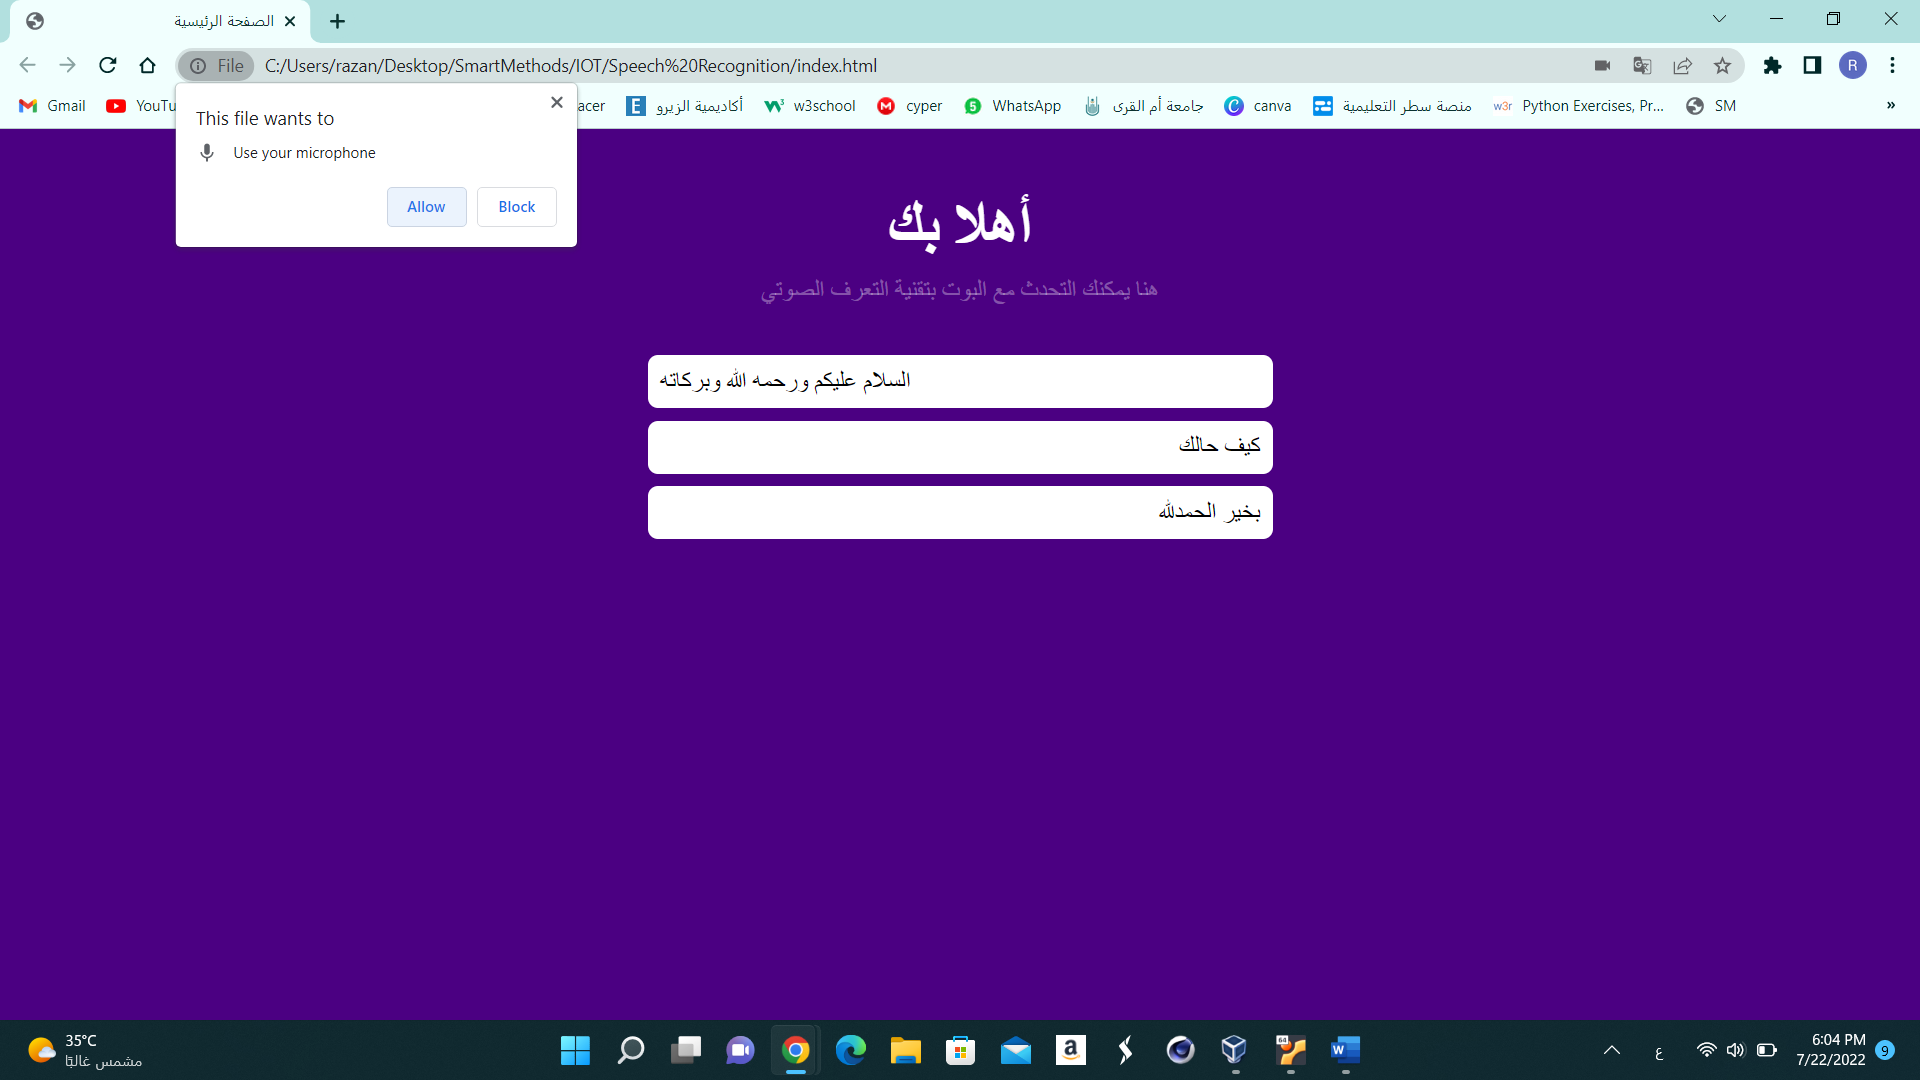 الصفحة الرئيسية
File C:/Users/razan/Desktop/SmartMethods/IOT/Speech%20Recognition/index.html
R
Gmail YouTu acer أكاديمية الزيرو w3school cyper WhatsApp جامعة أم القرى canva منصة سطر التعليمية w3r Python Exercises, Pr... SM »
This file wants to
Use your microphone
Allow Block
أهلا بك
هنا يمكنك التحدث مع البوت بتقنية التعرف الصوتي
السلام عليكم ورحمه الله وبركاته
كيف حالك
بخير الحمدلله
35°C
مشمس غالبًا
ع
6:04 PM
7/22/2022
9